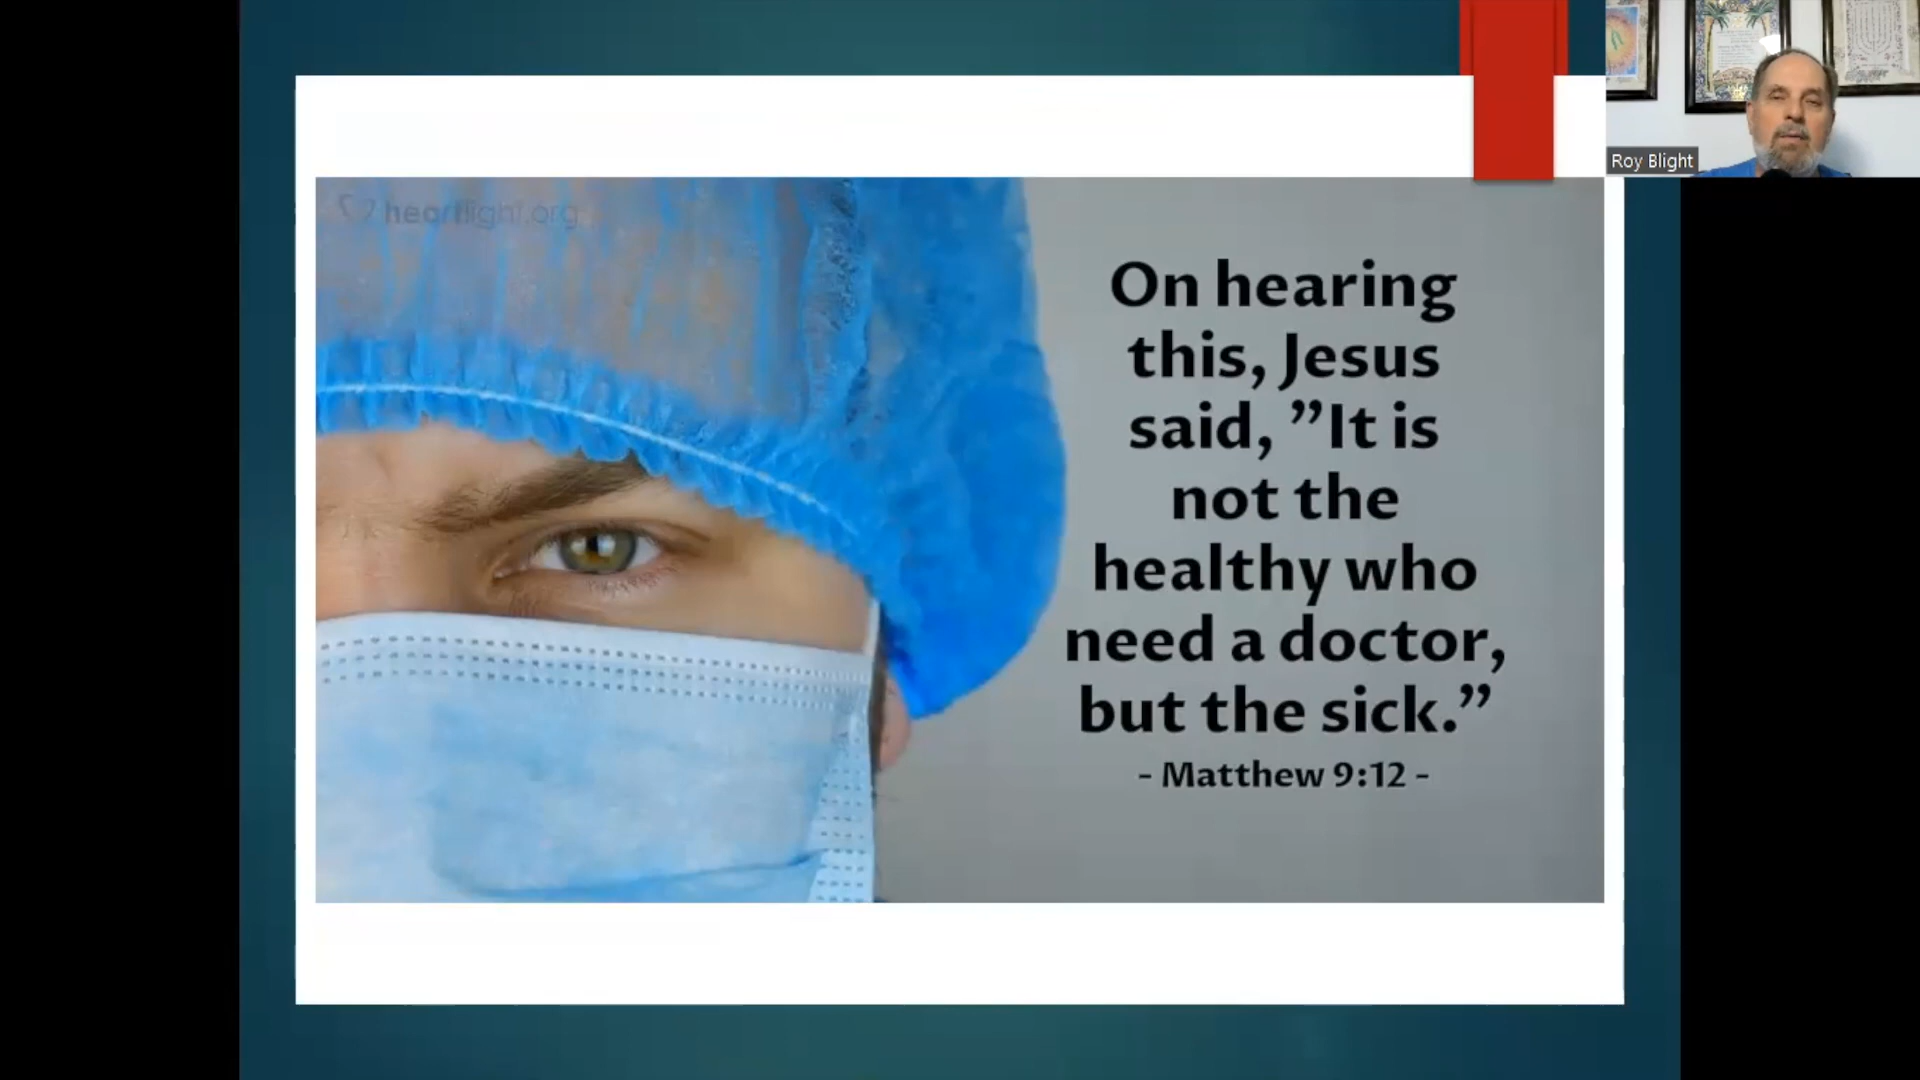 Roy Blight
heartlight.org
On hearing
this, Jesus
said, ”It is
not the
healthy who
need a doctor,
but the sick.”
- Matthew 9:12 -